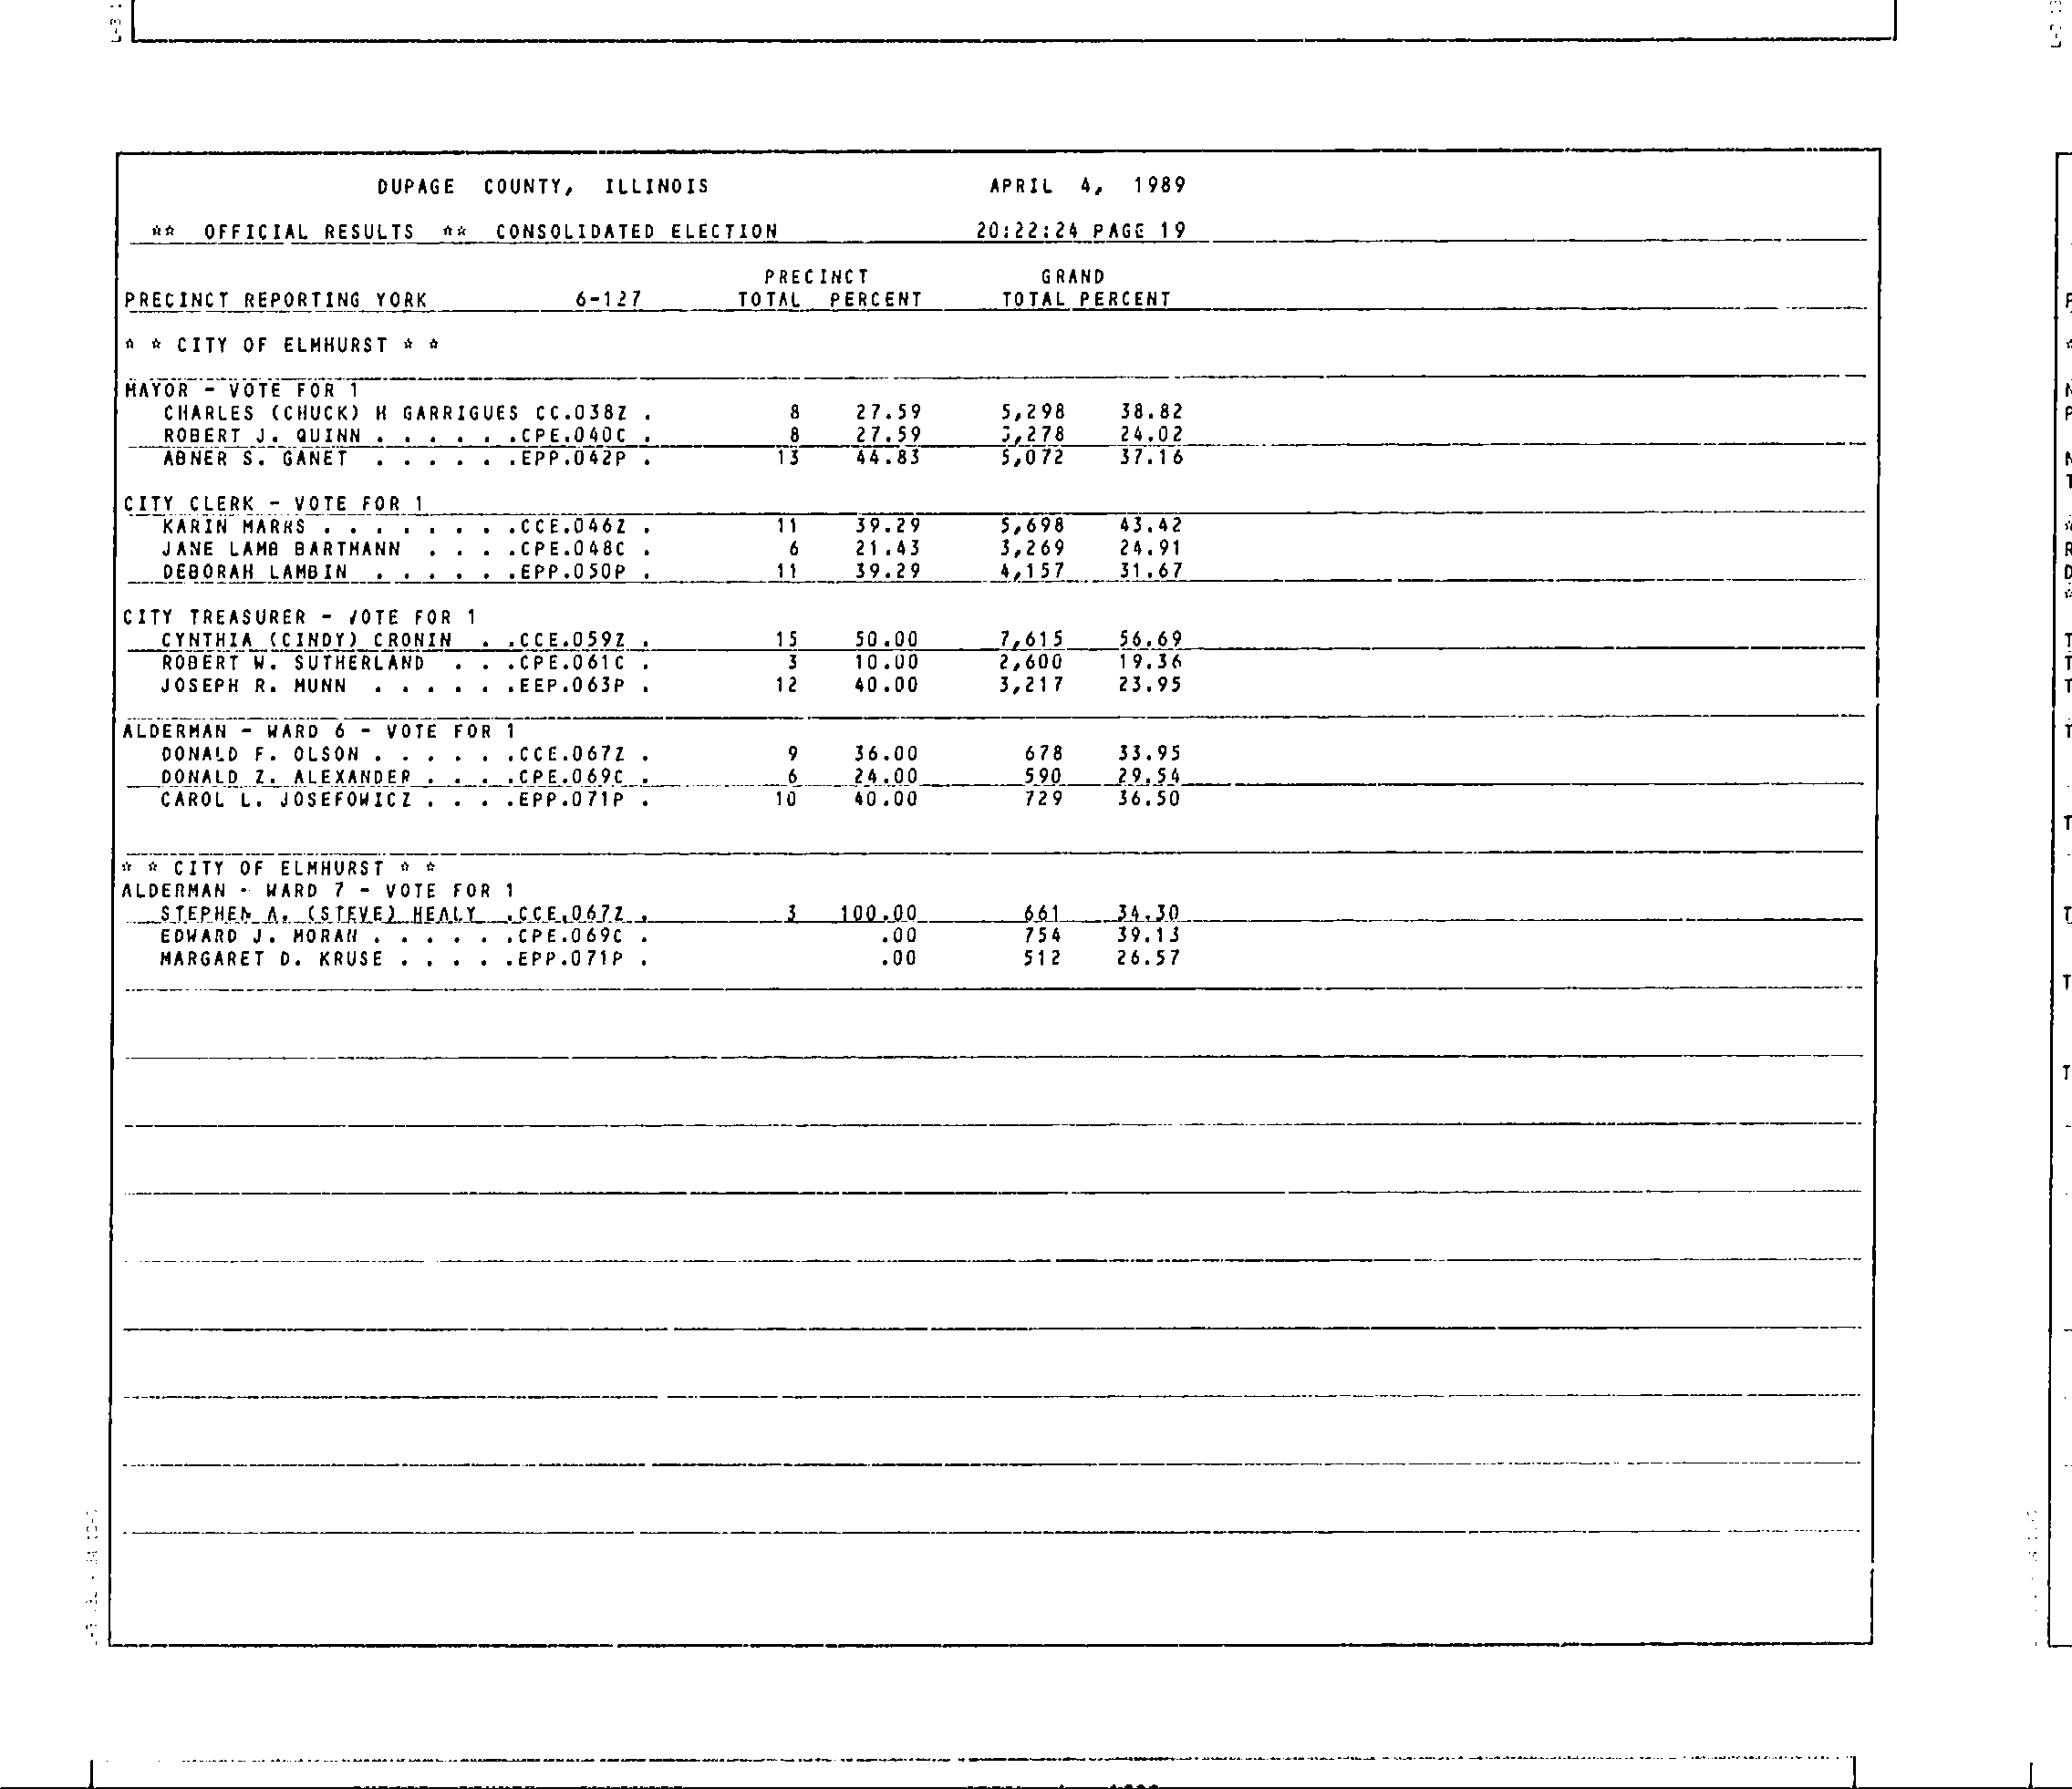 DUPAGE COUNTY, ILLINOIS APRIL 4, 1989
** OFFICIAL RESULTS ** CONSOLIDATED ELECTION 20:22:24 PAGE 19
PRECINCT GRAND
PRECINCT REPORTING YORK 6-127 TOTAL PERCENT TOTAL PERCENT
* * CITY OF ELMHURST * *
MAYOR - VOTE FOR 1
CHARLES (CHUCK) H GARRIGUES CC.038Z . 8 27.59 5,298 38.82
ROBERT J. QUINN . . . . . .CPE.040C . 8 27.59 3,278 24.02
ABNER S. GANET . . . . . .EPP.042P . 13 44.83 5,072 37.16
CITY CLERK - VOTE FOR 1
KARIN MARKS . . . . . . . .CCE.046Z . 11 39.29 5,698 43.42
JANE LAMB BARTMANN . . . .CPE.048C . 6 21.43 3,269 24.91
DEBORAH LAMBIN . . . . . .EPP.050P . 11 39.29 4,157 31.67
CITY TREASURER - VOTE FOR 1
CYNTHIA (CINDY) CRONIN . .CCE.059Z . 15 50.00 7,615 56.69
ROBERT W. SUTHERLAND . . .CPE.061C . 3 10.00 2,600 19.36
JOSEPH R. MUNN . . . . . .EEP.063P . 12 40.00 3,217 23.95
ALDERMAN - WARD 6 - VOTE FOR 1
DONALD F. OLSON . . . . . .CCE.067Z . 9 36.00 678 33.95
DONALD Z. ALEXANDER . . . .CPE.069C . 6 24.00 590 29.54
CAROL L. JOSEFOWICZ . . . .EPP.071P . 10 40.00 729 36.50
* * CITY OF ELMHURST * *
ALDERMAN - WARD 7 - VOTE FOR 1
STEPHEN A. (STEVE) HEALY .CCE.067Z . 3 100.00 661 34.30
EDWARD J. MORAN . . . . . .CPE.069C . .00 754 39.13
MARGARET D. KRUSE . . . . .EPP.071P . .00 512 26.57